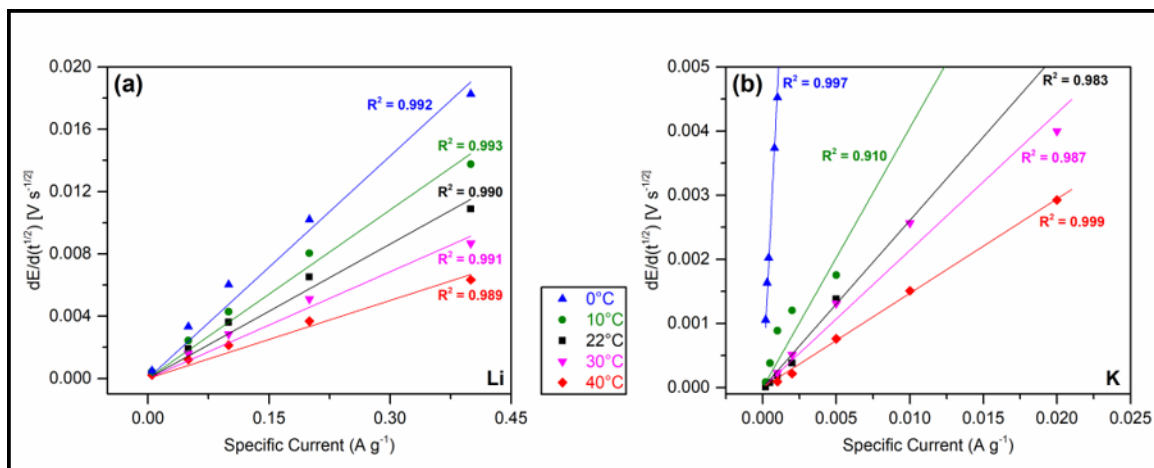 (a)
dE/d(t^1/2) [V s^-1/2]
0.020
0.016
0.012
0.008
0.004
0.000
R² = 0.992
R² = 0.993
R² = 0.990
R² = 0.991
R² = 0.989
Li
0.00 0.15 0.30 0.45
Specific Current (A g⁻¹)
0°C
10°C
22°C
30°C
40°C
(b)
dE/d(t^1/2) [V s^-1/2]
0.005
0.004
0.003
0.002
0.001
0.000
R² = 0.997
R² = 0.983
R² = 0.910
R² = 0.987
R² = 0.999
K
0.000 0.005 0.010 0.015 0.020 0.025
Specific Current (A g⁻¹)